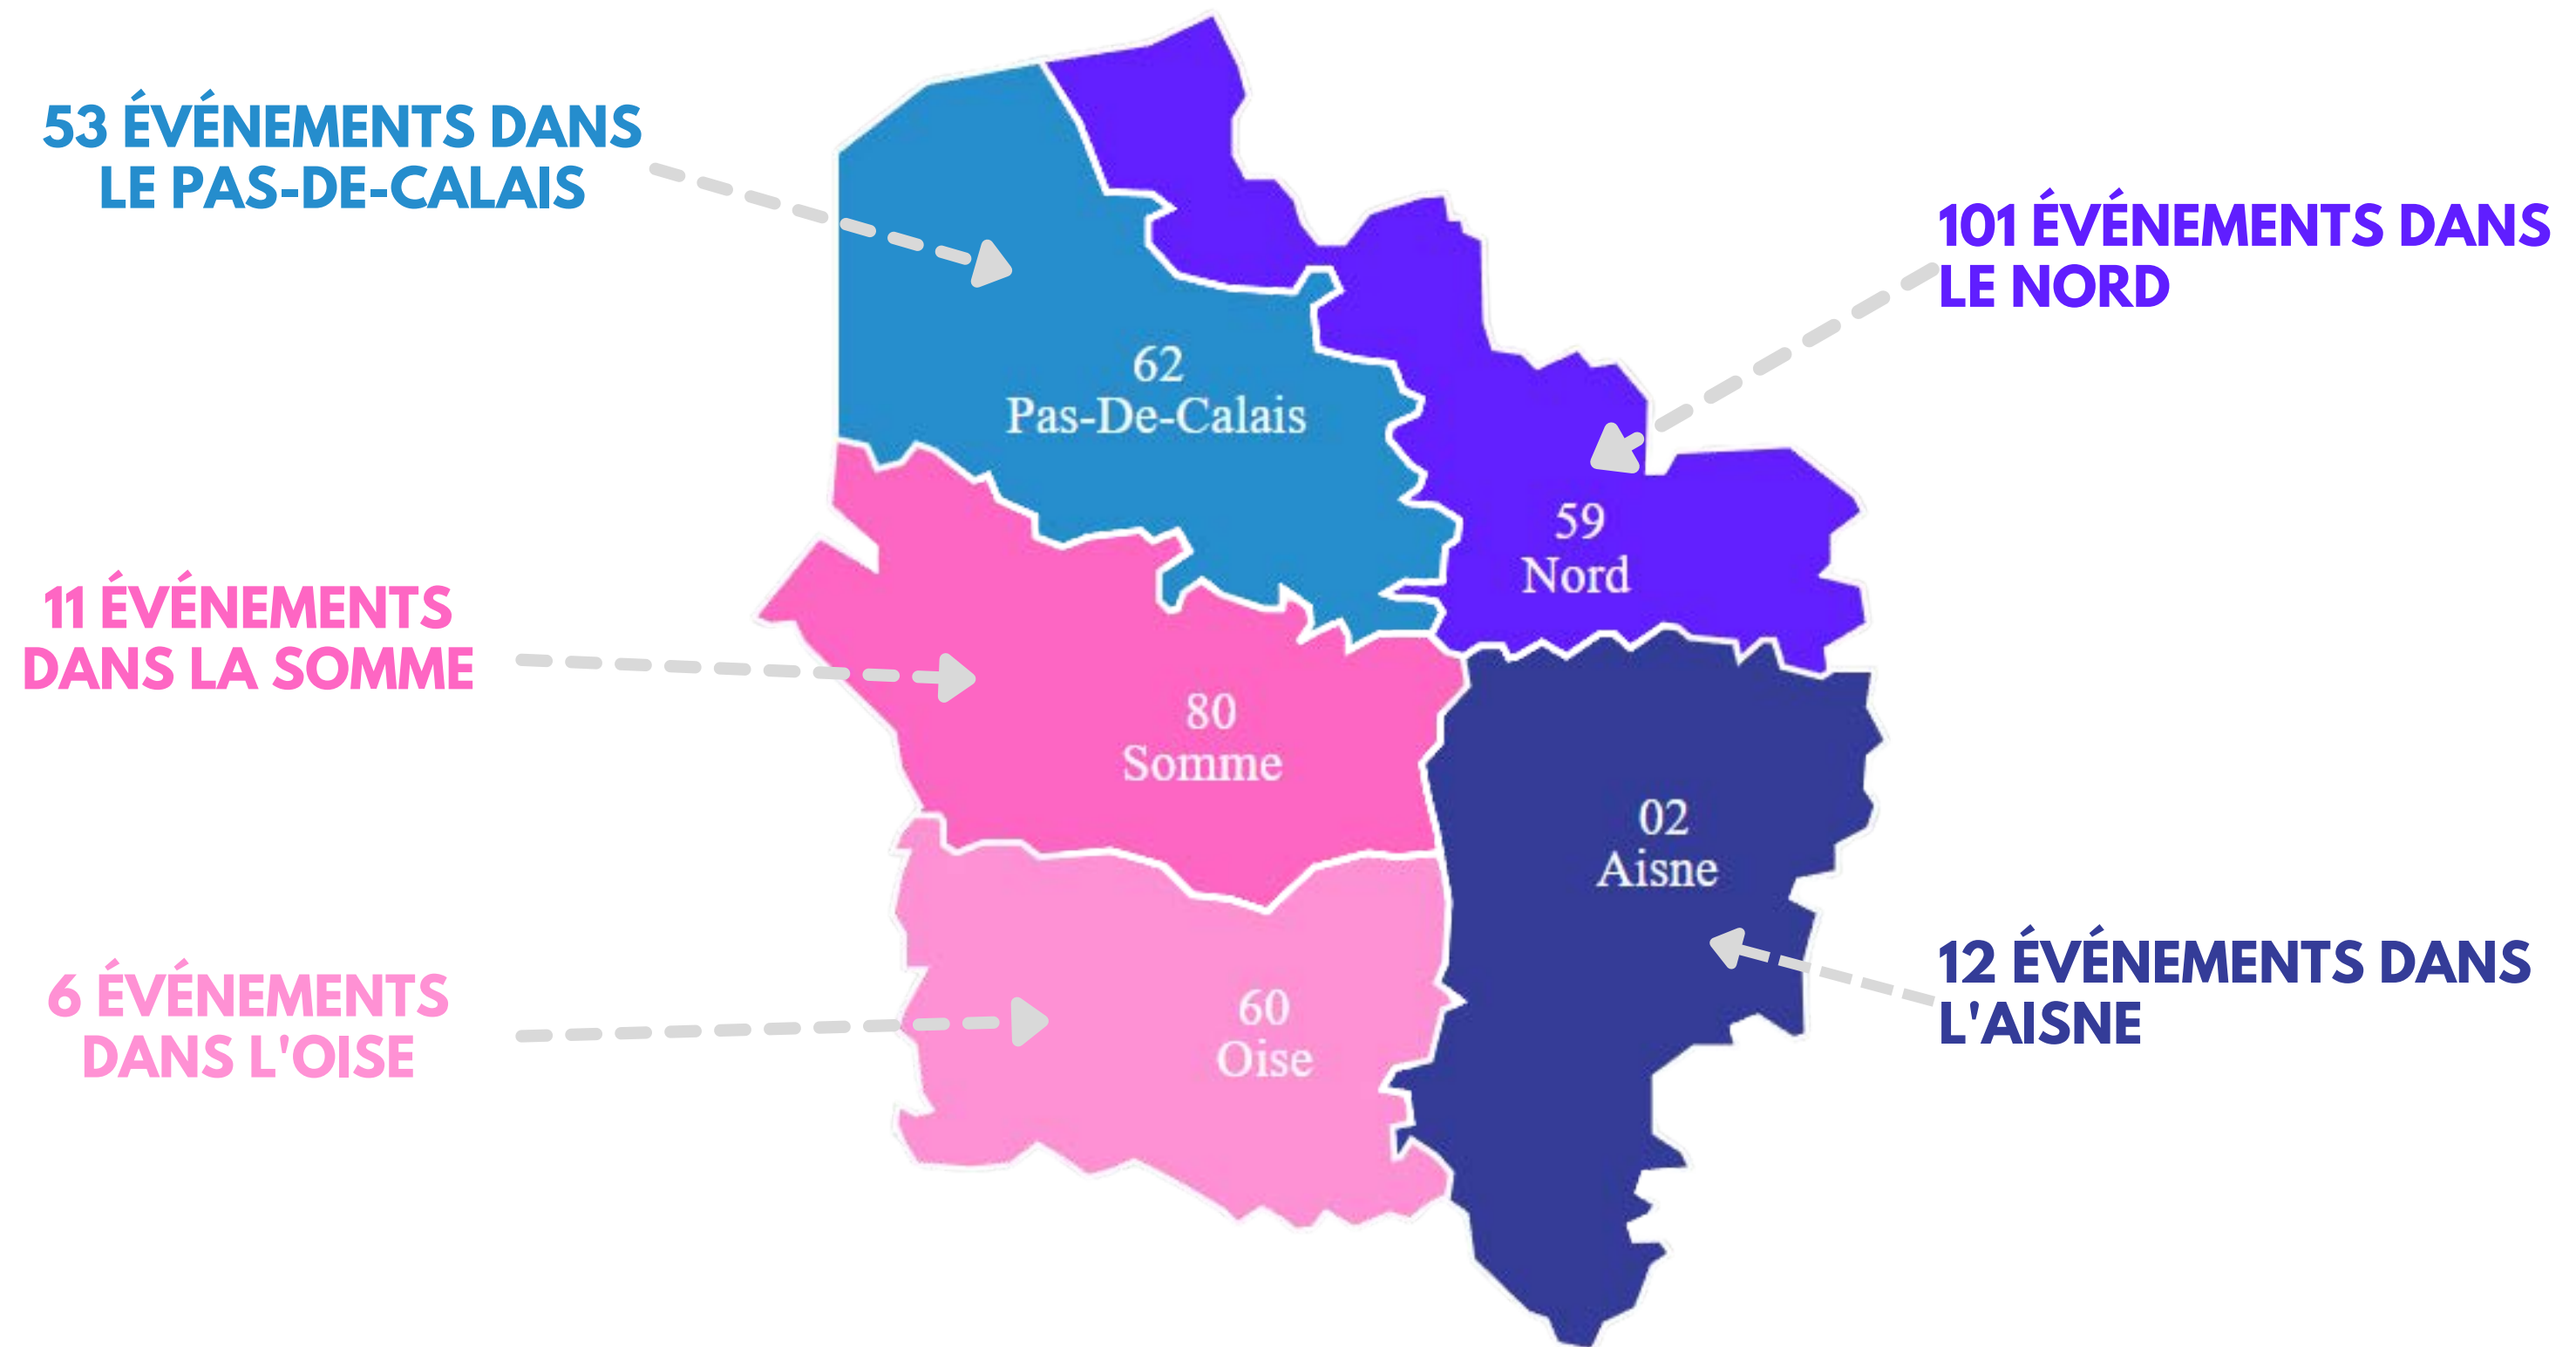 53 ÉVÉNEMENTS DANS
LE PAS-DE-CALAIS
101 ÉVÉNEMENTS DANS
LE NORD
62
Pas-De-Calais
59
Nord
11 ÉVÉNEMENTS
DANS LA SOMME
80
Somme
02
Aisne
6 ÉVÉNEMENTS
DANS L'OISE
60
Oise
12 ÉVÉNEMENTS DANS
L'AISNE